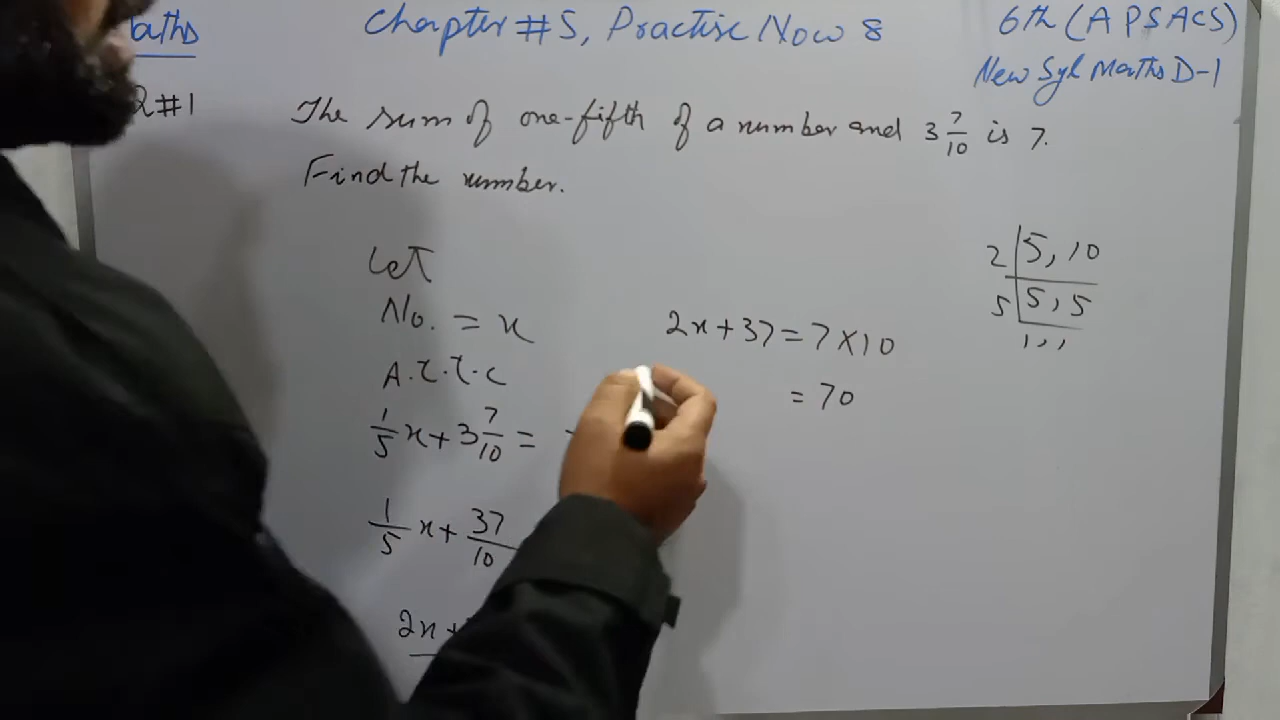 Chapter #5, Practise Now 8
6th (APSACS)
New Syl Maths D-1
#1
The sum of one-fifth of a number and 3 7/10 is 7.
Find the number.
Let
No. = x
A.T.T.C
1/5 x + 3 7/10 =
1/5 x + 37/10
2x +
2x + 37 = 7 × 10
= 70
2 | 5, 10
5 | 5, 5
1, 1